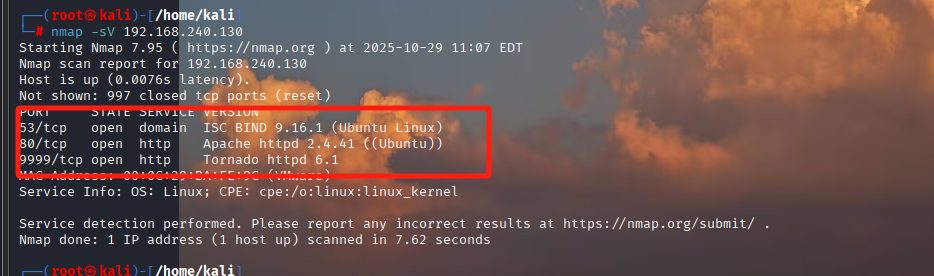 ┌──(root㉿kali)-[/home/kali]
└─# nmap -sV 192.168.240.130
Starting Nmap 7.95 ( https://nmap.org ) at 2025-10-29 11:07 EDT
Nmap scan report for 192.168.240.130
Host is up (0.0076s latency).
Not shown: 997 closed tcp ports (reset)
PORT STATE SERVICE VERSION
53/tcp open domain ISC BIND 9.16.1 (Ubuntu Linux)
80/tcp open http Apache httpd 2.4.41 ((Ubuntu))
9999/tcp open http Tornado httpd 6.1
MAC Address: (VMware)
Service Info: OS: Linux; CPE: cpe:/o:linux:linux_kernel
Service detection performed. Please report any incorrect results at https://nmap.org/submit/ .
Nmap done: 1 IP address (1 host up) scanned in 7.62 seconds
┌──(root㉿kali)-[/home/kali]